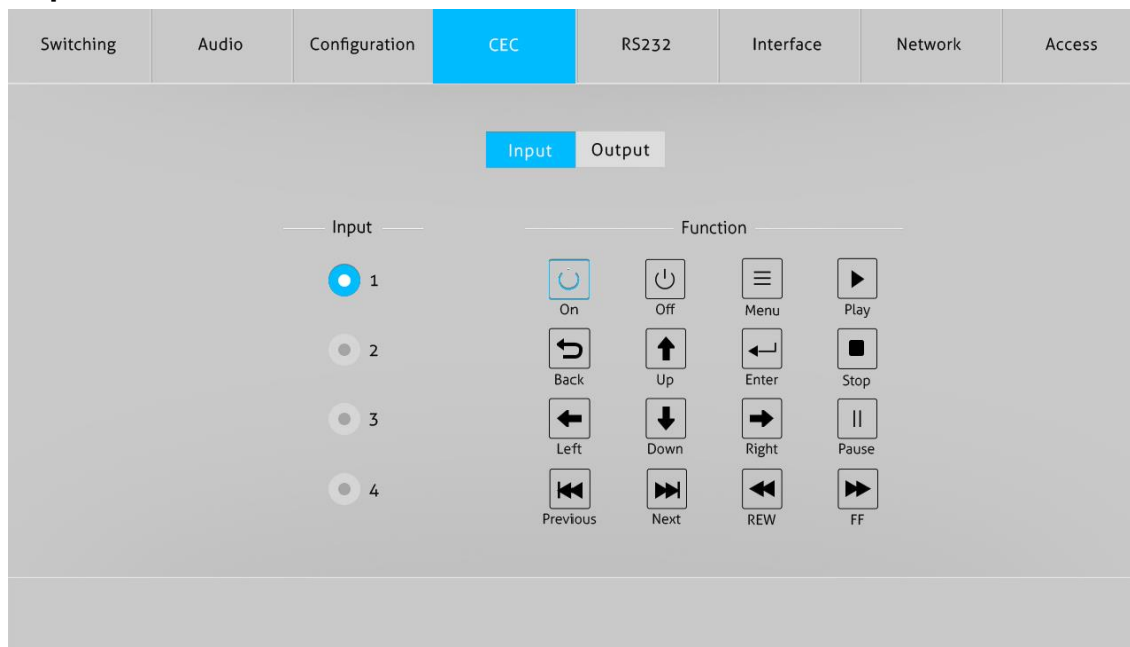 Switching Audio Configuration CEC RS232 Interface Network Access
Input Output
Input Function
1
On Off Menu Play
2
Back Up Enter Stop
3
Left Down Right Pause
4
Previous Next REW FF